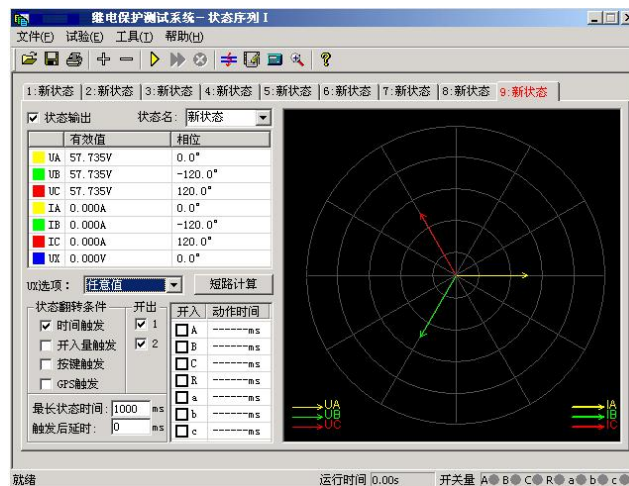 继电保护测试系统-状态序列 I
文件(F) 试验(E) 工具(T) 帮助(H)
1:新状态 2:新状态 3:新状态 4:新状态 5:新状态 6:新状态 7:新状态 8:新状态 9:新状态
状态输出 状态名: 新状态
有效值 相位
UA 57.735V 0.0°
UB 57.735V -120.0°
UC 57.735V 120.0°
IA 0.000A 0.0°
IB 0.000A -120.0°
IC 0.000A 120.0°
UX 0.000V 0.0°
UX选项: 任意值 短路计算
状态翻转条件 开出 开入 动作时间
时间触发 1 A ------ms
开入量触发 2 B ------ms
按键触发 C ------ms
GPS触发 R ------ms
a ------ms
最长状态时间: 1000 ms b ------ms
触发后延时: 0 ms c ------ms
UA IA
UB IB
UC IC
就绪 运行时间 0.00s 开关量 A B C R a b c